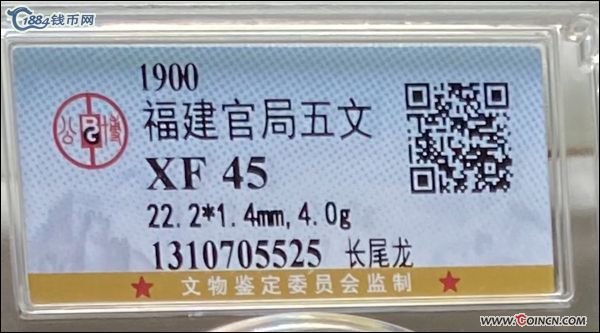 1884钱币网
1900
福建官局五文
XF 45
22.2*1.4mm,4.0g
1310705525 长尾龙
公博
文物鉴定委员会监制
WWW.COINCN.COM